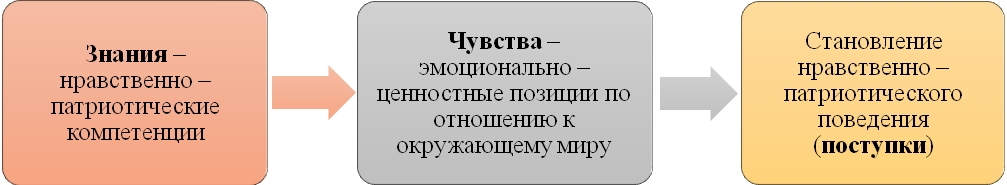 Знания –
нравственно –
патриотические
компетенции
Чувства –
эмоционально –
ценностные позиции по
отношению к
окружающему миру
Становление
нравственно –
патриотического
поведения
(поступки)